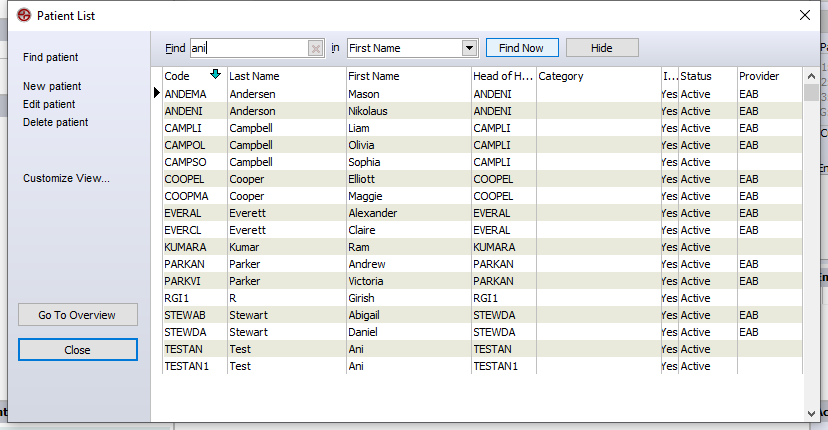 Patient List
Find patient
New patient
Edit patient
Delete patient
Customize View...
Go To Overview
Close
Find ani in First Name Find Now Hide
Code Last Name First Name Head of H... Category I... Status Provider
ANDEMA Andersen Mason ANDENI Yes Active EAB
ANDENI Anderson Nikolaus ANDENI Yes Active EAB
CAMPLI Campbell Liam CAMPLI Yes Active EAB
CAMPOL Campbell Olivia CAMPLI Yes Active EAB
CAMPSO Campbell Sophia CAMPLI Yes Active
COOPEL Cooper Elliott COOPEL Yes Active EAB
COOPMA Cooper Maggie COOPEL Yes Active EAB
EVERAL Everett Alexander EVERAL Yes Active EAB
EVERCL Everett Claire EVERAL Yes Active EAB
KUMARA Kumar Ram KUMARA Yes Active
PARKAN Parker Andrew PARKAN Yes Active EAB
PARKVI Parker Victoria PARKAN Yes Active EAB
RGI1 R Girish RGI1 Yes Active
STEWAB Stewart Abigail STEWDA Yes Active EAB
STEWDA Stewart Daniel STEWDA Yes Active EAB
TESTAN Test Ani TESTAN Yes Active
TESTAN1 Test Ani TESTAN1 Yes Active